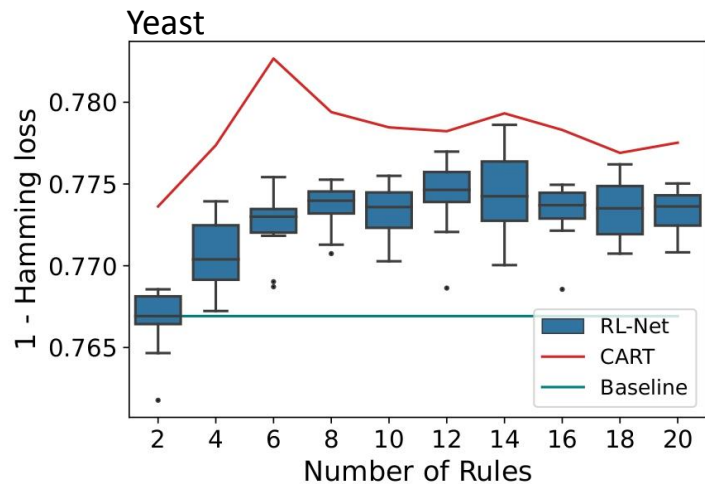 Yeast
1 - Hamming loss
0.780
0.775
0.770
0.765
RL-Net
CART
Baseline
2 4 6 8 10 12 14 16 18 20
Number of Rules